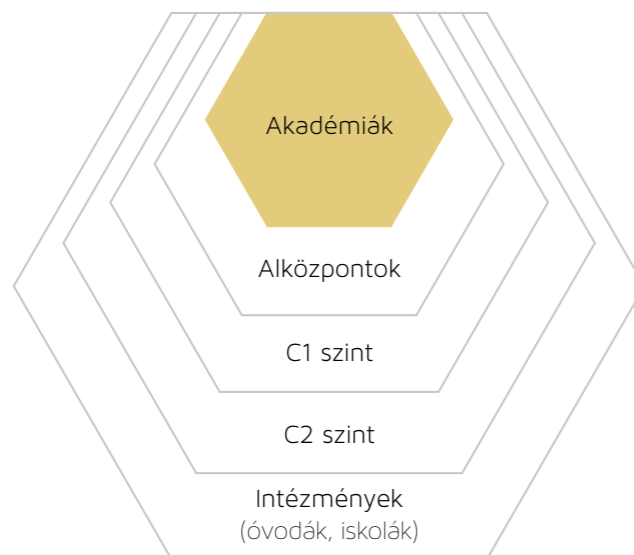 Akadémiák
Alközpontok
C1 szint
C2 szint
Intézmények
(óvodák, iskolák)